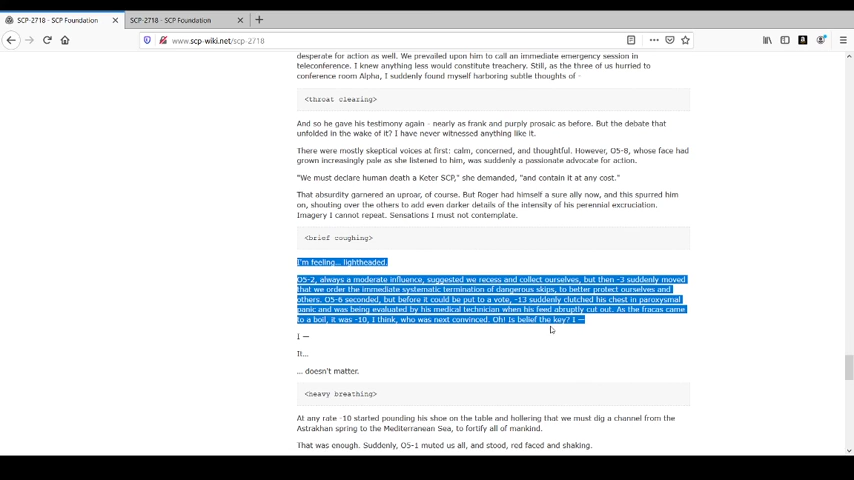 SCP-2718 - SCP Foundation
SCP-2718 - SCP Foundation
www.scp-wiki.net/scp-2718
desperate for action as well. We prevailed upon him to call an immediate emergency session in
teleconference. I knew anything less would constitute treachery. Still, as the three of us hurried to
conference room Alpha, I suddenly found myself harboring subtle thoughts of -
<throat clearing>
And so he gave his testimony again - nearly as frank and purply prosaic as before. But the debate that
unfolded in the wake of it? I have never witnessed anything like it.
There were mostly skeptical voices at first: calm, concerned, and thoughtful. However, O5-8, whose face had
grown increasingly pale as she listened to him, was suddenly a passionate advocate for action.
"We must declare human death a Keter SCP," she demanded, "and contain it at any cost."
That absurdity garnered an uproar, of course. But Roger had himself a sure ally now, and this spurred him
on, shouting over the others to add even darker details of the intensity of his perennial excruciation.
Imagery I cannot repeat. Sensations I must not contemplate.
<brief coughing>
I'm feeling... lightheaded.
O5-2, always a moderate influence, suggested we recess and collect ourselves, but then -3 suddenly moved
that we order the immediate systematic termination of dangerous skips, to better protect ourselves and
others. O5-6 seconded, but before it could be put to a vote, -13 suddenly clutched his chest in paroxysmal
panic and was being evaluated by his medical technician when his feed abruptly cut out. As the fracas came
to a boil, it was -10, I think, who was next convinced. Oh! Is belief the key? I —
I —
It...
... doesn't matter.
<heavy breathing>
At any rate -10 started pounding his shoe on the table and hollering that we must dig a channel from the
Astrakhan spring to the Mediterranean Sea, to fortify all of mankind.
That was enough. Suddenly, O5-1 muted us all, and stood, red faced and shaking.